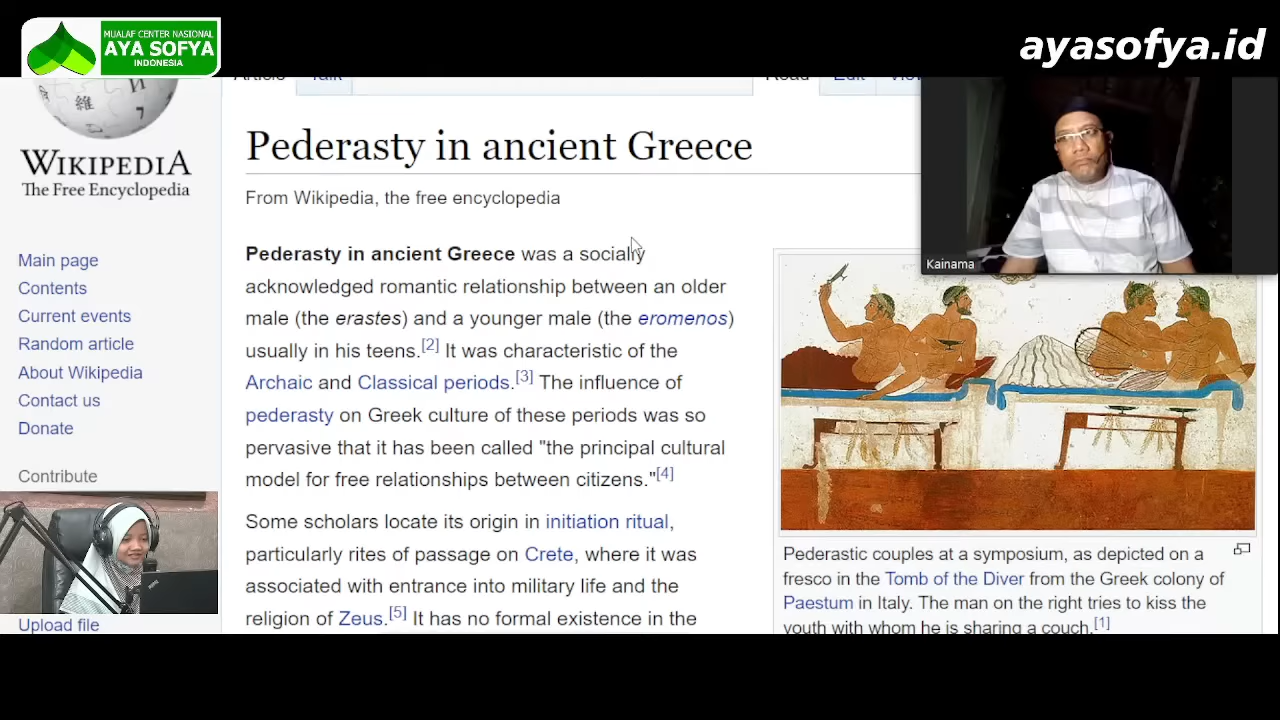 MUALAF CENTER NASIONAL
AYA SOFYA
INDONESIA
ayasofya.id
Article Talk Read Edit
WIKIPEDIA
The Free Encyclopedia
Main page
Contents
Current events
Random article
About Wikipedia
Contact us
Donate
Contribute
Upload file
Pederasty in ancient Greece
From Wikipedia, the free encyclopedia
Pederasty in ancient Greece was a socially
acknowledged romantic relationship between an older
male (the erastes) and a younger male (the eromenos)
usually in his teens.[2] It was characteristic of the
Archaic and Classical periods.[3] The influence of
pederasty on Greek culture of these periods was so
pervasive that it has been called "the principal cultural
model for free relationships between citizens."[4]
Some scholars locate its origin in initiation ritual,
particularly rites of passage on Crete, where it was
associated with entrance into military life and the
religion of Zeus.[5] It has no formal existence in the
Kainama
Pederastic couples at a symposium, as depicted on a
fresco in the Tomb of the Diver from the Greek colony of
Paestum in Italy. The man on the right tries to kiss the
youth with whom he is sharing a couch.[1]